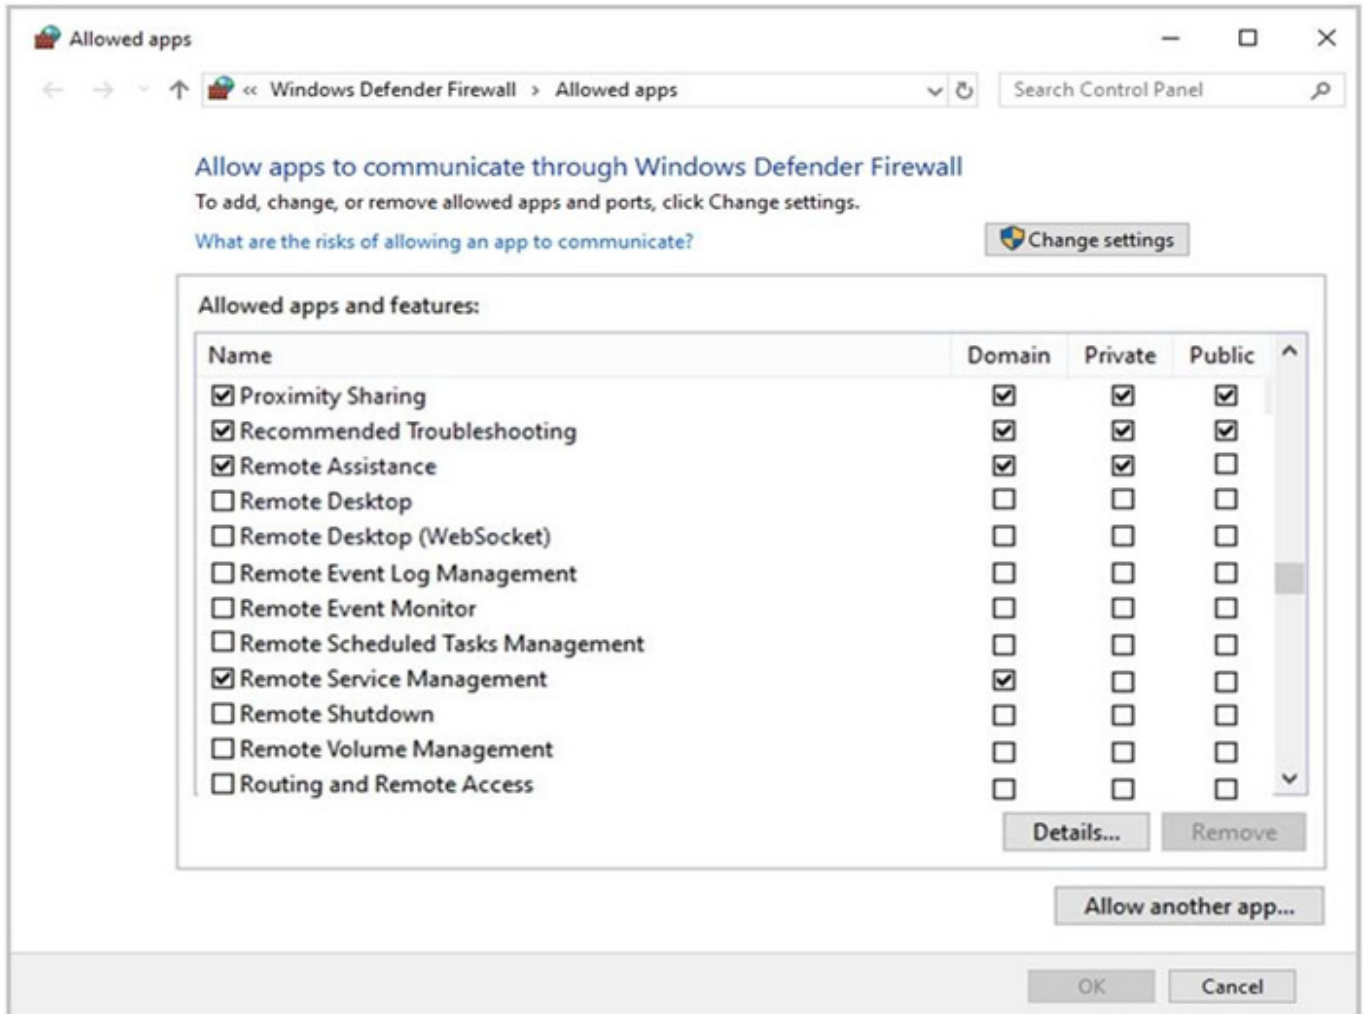 Allowed apps
« Windows Defender Firewall › Allowed apps
Search Control Panel
Allow apps to communicate through Windows Defender Firewall
To add, change, or remove allowed apps and ports, click Change settings.
What are the risks of allowing an app to communicate?
Change settings
Allowed apps and features:
Name Domain Private Public
Proximity Sharing
Recommended Troubleshooting
Remote Assistance
Remote Desktop
Remote Desktop (WebSocket)
Remote Event Log Management
Remote Event Monitor
Remote Scheduled Tasks Management
Remote Service Management
Remote Shutdown
Remote Volume Management
Routing and Remote Access
Details... Remove
Allow another app...
OK Cancel